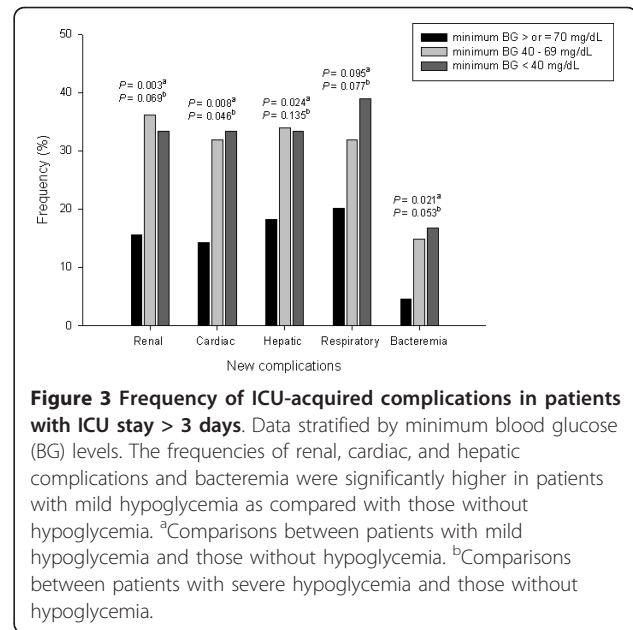 minimum BG > or = 70 mg/dL
minimum BG 40 - 69 mg/dL
minimum BG < 40 mg/dL
50
40
30
20
10
0
Frequency (%)
P = 0.003a
P = 0.069b
P = 0.008a
P = 0.046b
P = 0.024a
P = 0.135b
P = 0.095a
P = 0.077b
P = 0.021a
P = 0.053b
Renal Cardiac Hepatic Respiratory Bacteremia
New complications
Figure 3 Frequency of ICU-acquired complications in patients
with ICU stay > 3 days. Data stratified by minimum blood glucose
(BG) levels. The frequencies of renal, cardiac, and hepatic
complications and bacteremia were significantly higher in patients
with mild hypoglycemia as compared with those without
hypoglycemia. aComparisons between patients with mild
hypoglycemia and those without hypoglycemia. bComparisons
between patients with severe hypoglycemia and those without
hypoglycemia.